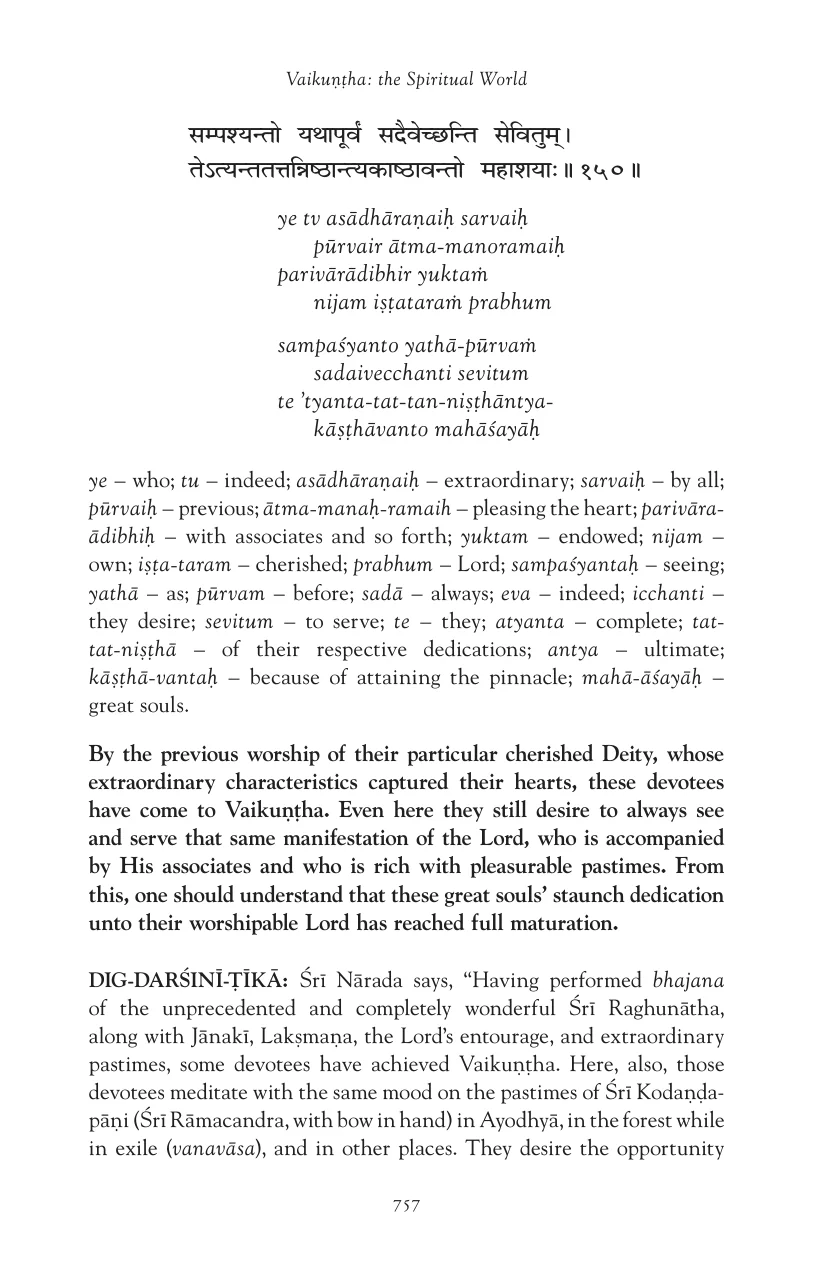 Vaikuṇṭha: the Spiritual World
सम्पश्यन्तो यथापूर्वं सदैवेच्छन्ति सेवितुम्।
तेऽत्यन्ततत्तन्निष्ठान्त्यकाष्ठावन्तो महाशयाः॥ १५०॥
ye tv asādhāraṇaiḥ sarvaiḥ
pūrvair ātma-manoramaiḥ
parivārādibhir yuktaṁ
nijam iṣṭataraṁ prabhum
sampaśyanto yathā-pūrvaṁ
sadaivecchanti sevitum
te ’tyanta-tat-tan-niṣṭhāntya-
kāṣṭhāvanto mahāśayāḥ
ye – who; tu – indeed; asādhāraṇaiḥ – extraordinary; sarvaiḥ – by all;
pūrvaiḥ – previous; ātma-manaḥ-ramaih – pleasing the heart; parivāra-
ādibhiḥ – with associates and so forth; yuktam – endowed; nijam –
own; iṣṭa-taram – cherished; prabhum – Lord; sampaśyantaḥ – seeing;
yathā – as; pūrvam – before; sadā – always; eva – indeed; icchanti –
they desire; sevitum – to serve; te – they; atyanta – complete; tat-
tat-niṣṭhā – of their respective dedications; antya – ultimate;
kāṣṭhā-vantaḥ – because of attaining the pinnacle; mahā-āśayāḥ –
great souls.
By the previous worship of their particular cherished Deity, whose
extraordinary characteristics captured their hearts, these devotees
have come to Vaikuṇṭha. Even here they still desire to always see
and serve that same manifestation of the Lord, who is accompanied
by His associates and who is rich with pleasurable pastimes. From
this, one should understand that these great souls’ staunch dedication
unto their worshipable Lord has reached full maturation.
DIG-DARŚINĪ-ṬĪKĀ: Śrī Nārada says, “Having performed bhajana
of the unprecedented and completely wonderful Śrī Raghunātha,
along with Jānakī, Lakṣmaṇa, the Lord’s entourage, and extraordinary
pastimes, some devotees have achieved Vaikuṇṭha. Here, also, those
devotees meditate with the same mood on the pastimes of Śrī Kodaṇḍa-
pāṇi (Śrī Rāmacandra, with bow in hand) in Ayodhyā, in the forest while
in exile (vanavāsa), and in other places. They desire the opportunity
757